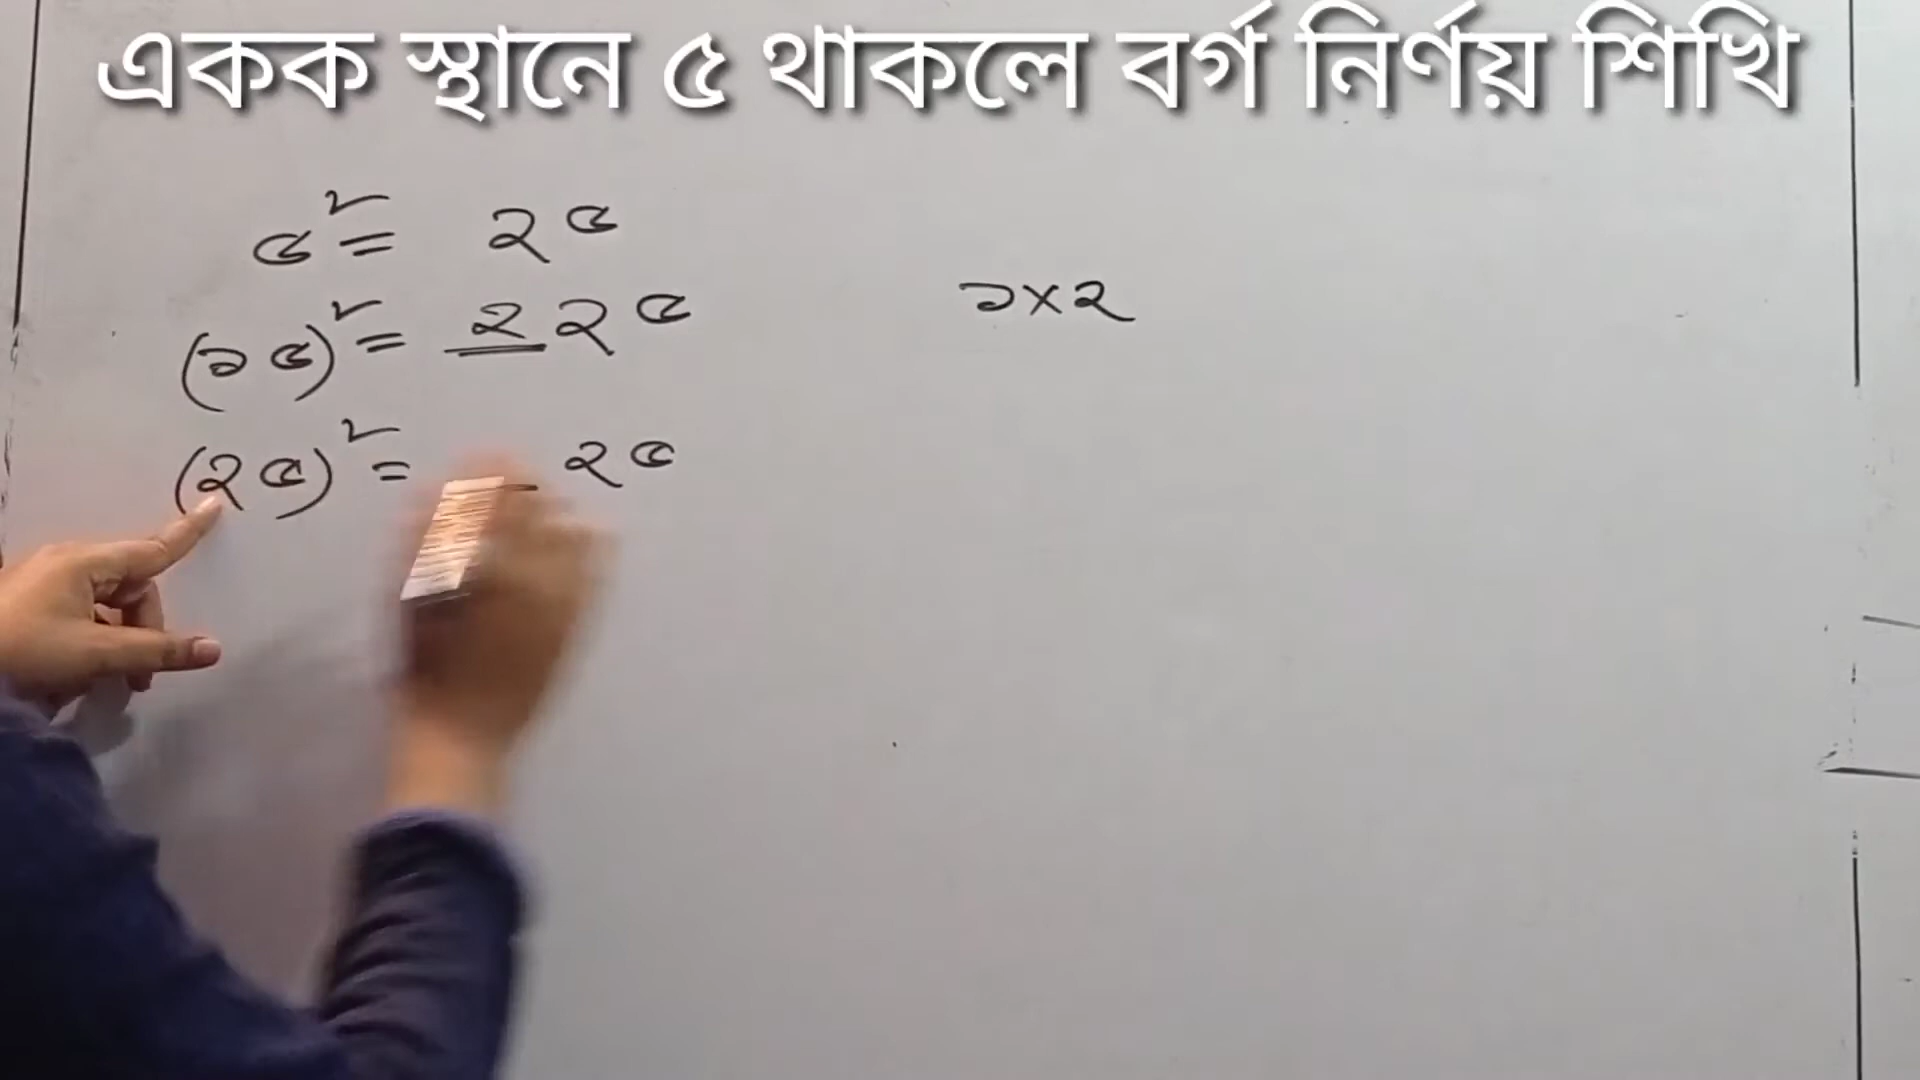 একক স্থানে ৫ থাকলে বর্গ নির্ণয় শিখি
৫² = ২৫
(১৫)² = ২২৫ ১×২
(২৫)² = _ ২৫